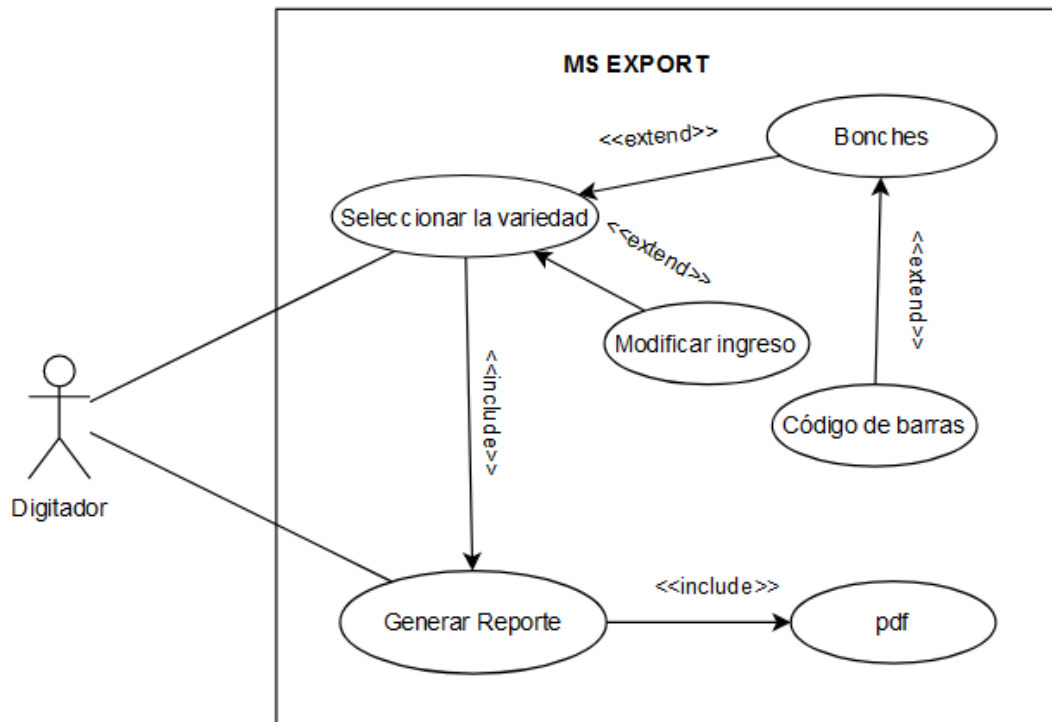 MS EXPORT
<<extend>>
Bonches
Seleccionar la variedad
<<extend>>
<<extend>>
Modificar ingreso
<<include>>
Código de barras
Digitador
<<include>>
Generar Reporte
pdf